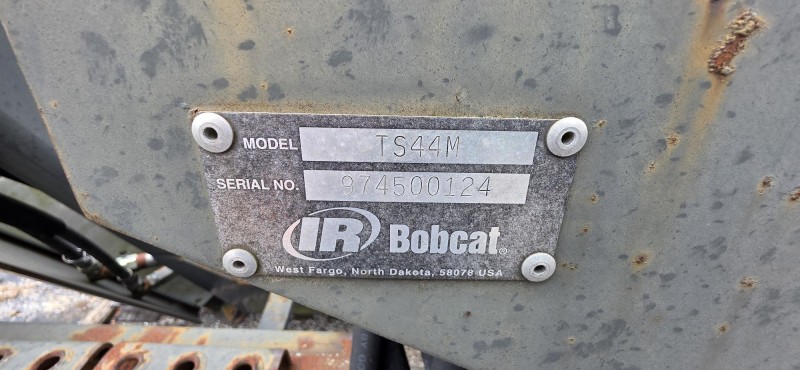 MODEL TS44M
SERIAL NO. 974500124
IR Bobcat®
West Fargo, North Dakota, 58078 USA